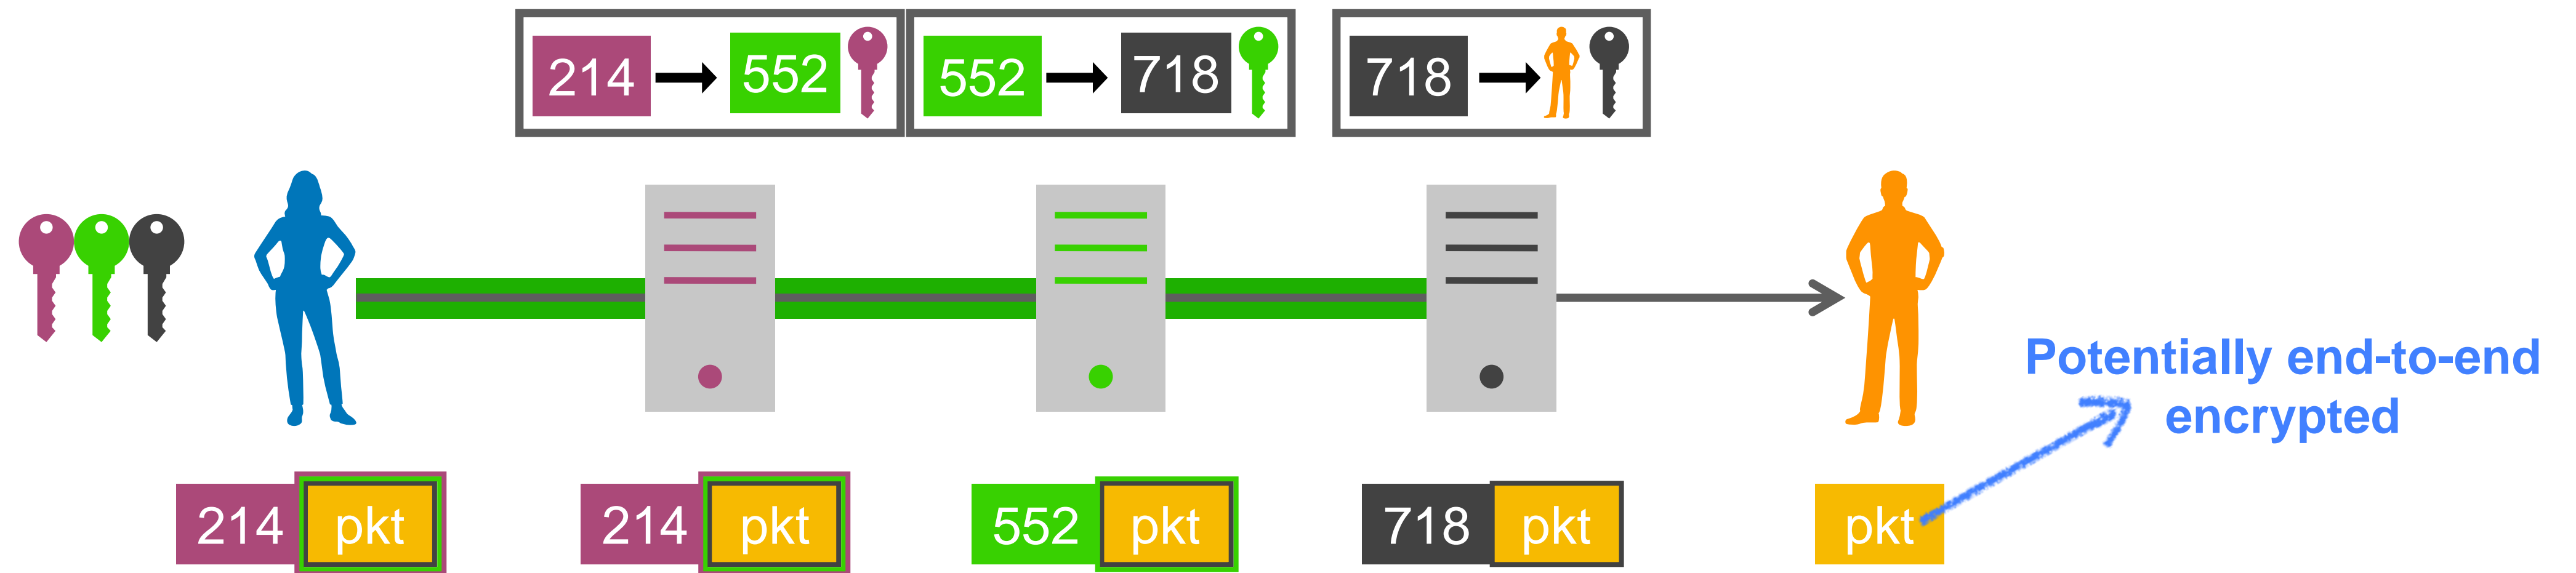 214 552 552 718 718
Potentially end-to-end
encrypted
214 pkt 214 pkt 552 pkt 718 pkt pkt